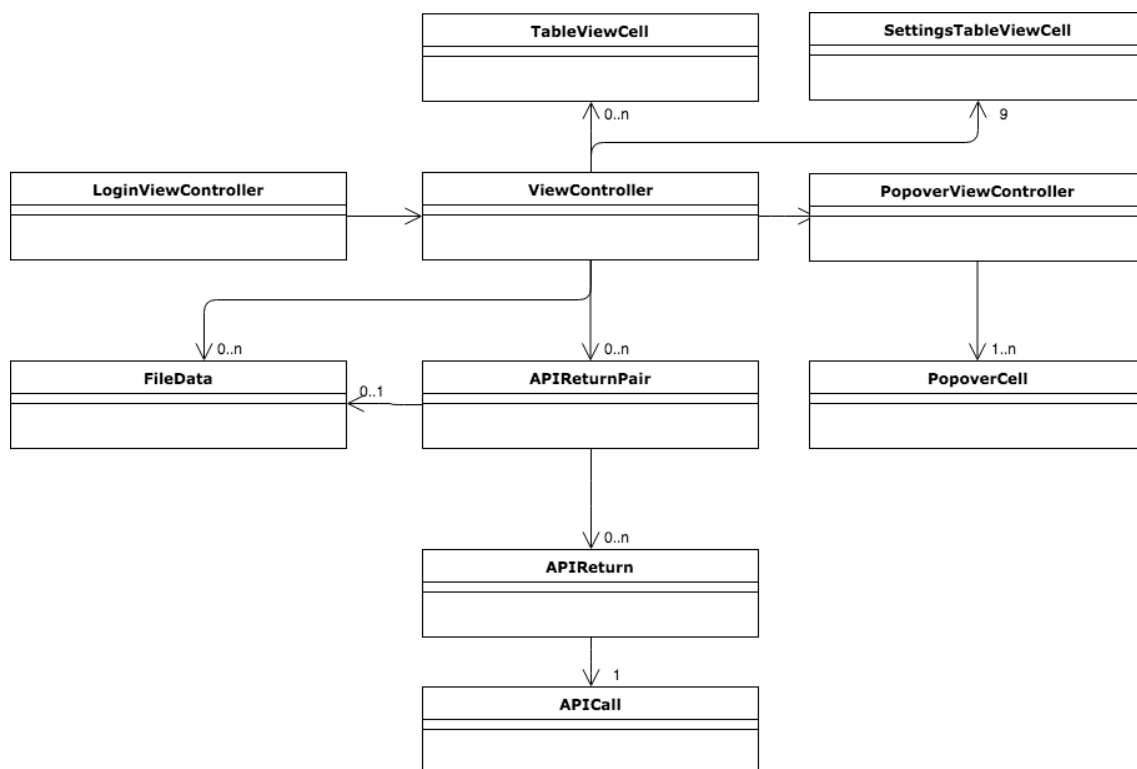 TableViewCell
SettingsTableViewCell
0..n
9
LoginViewController
ViewController
PopoverViewController
0..n
0..n
1..n
FileData
APIReturnPair
PopoverCell
0..1
0..n
APIReturn
1
APICall